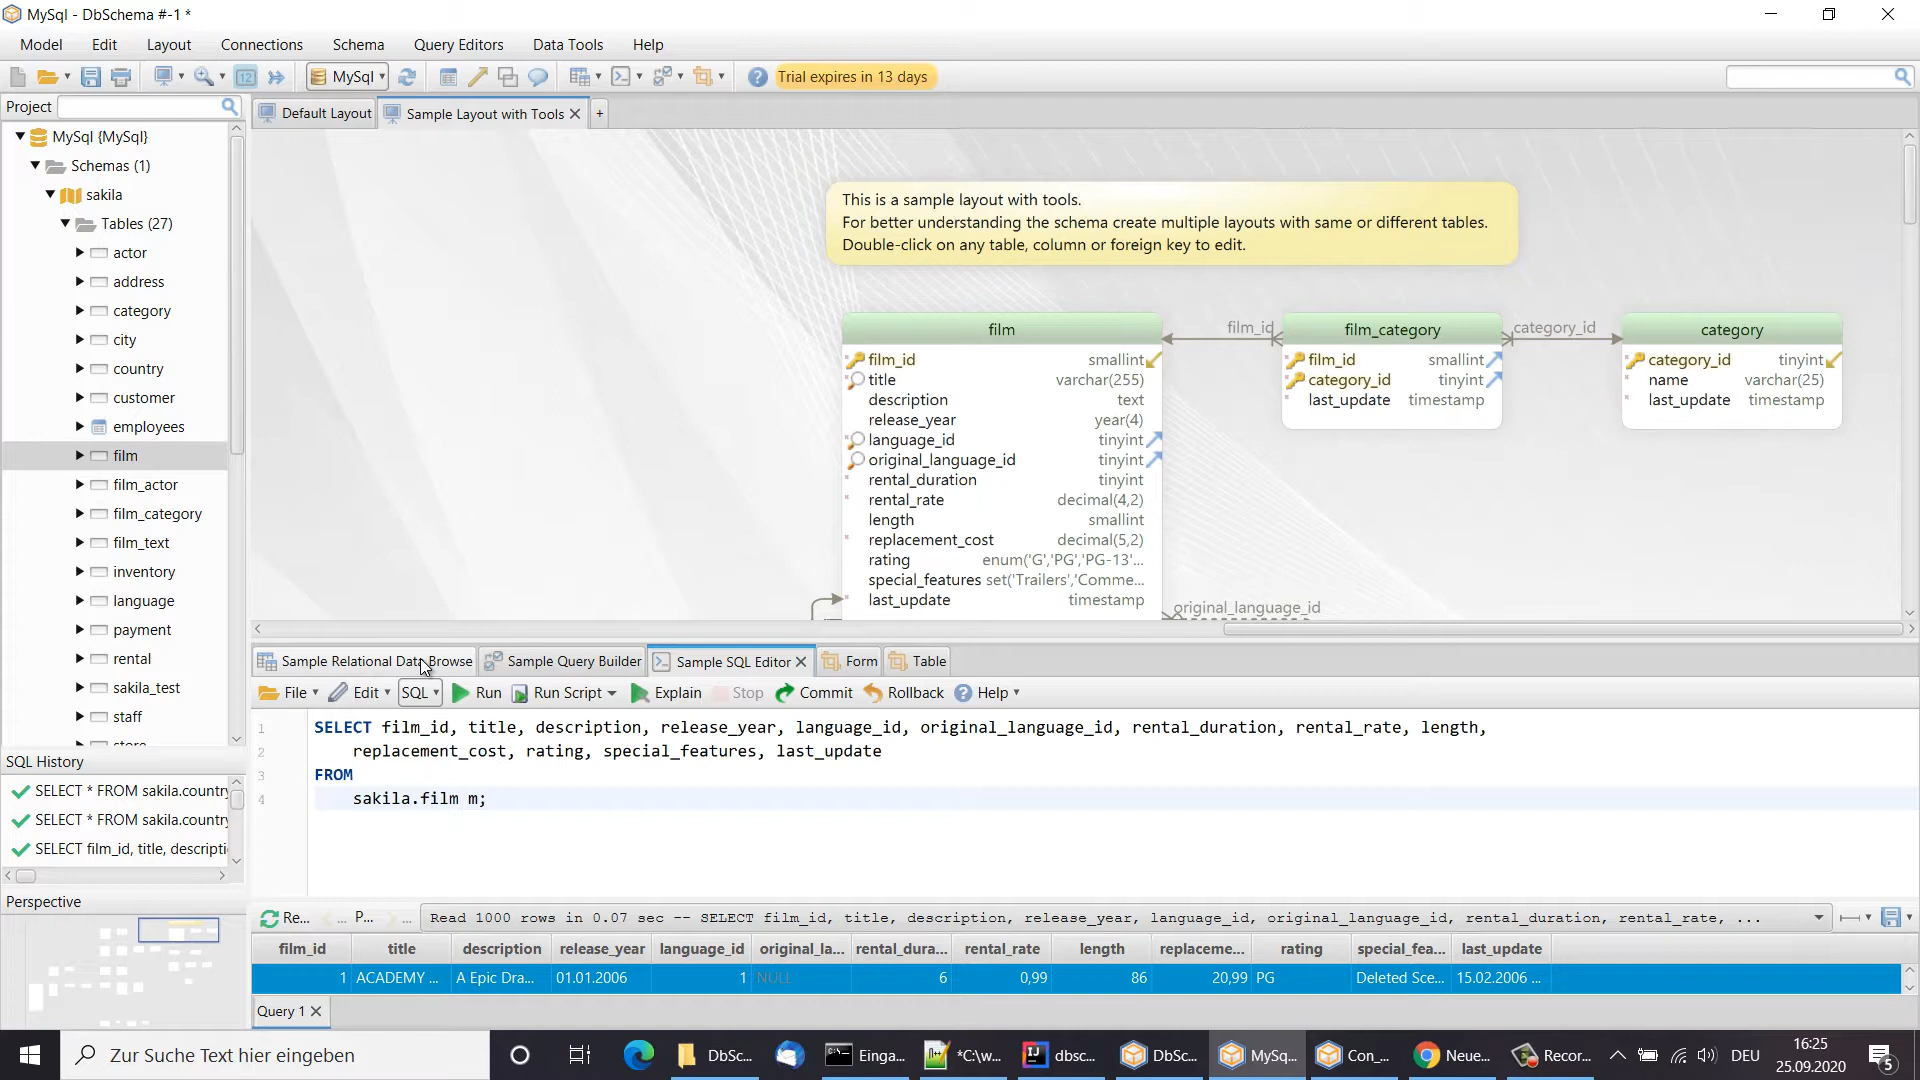 MySql - DbSchema #-1 *
Model Edit Layout Connections Schema Query Editors Data Tools Help
12 MySql Trial expires in 13 days
Project
Default Layout
Sample Layout with Tools
+
MySql {MySql}
Schemas (1)
sakila
Tables (27)
actor
address
category
city
country
customer
employees
film
film_actor
film_category
film_text
inventory
language
payment
rental
sakila_test
staff
This is a sample layout with tools.
For better understanding the schema create multiple layouts with same or different tables.
Double-click on any table, column or foreign key to edit.
film
film_id smallint
title varchar(255)
description text
release_year year(4)
language_id tinyint
original_language_id tinyint
rental_duration tinyint
rental_rate decimal(4,2)
length smallint
replacement_cost decimal(5,2)
rating enum('G','PG','PG-13'...
special_features set('Trailers','Comme...
last_update timestamp
film_id
film_category
film_id smallint
category_id tinyint
last_update timestamp
category_id
category
category_id tinyint
name varchar(25)
last_update timestamp
original_language_id
Sample Relational Data Browse
Sample Query Builder
Sample SQL Editor
Form
Table
File Edit SQL Run Run Script Explain Stop Commit Rollback Help
1 SELECT film_id, title, description, release_year, language_id, original_language_id, rental_duration, rental_rate, length,
2 replacement_cost, rating, special_features, last_update
3 FROM
4 sakila.film m;
SQL History
SELECT * FROM sakila.country
SELECT * FROM sakila.country
SELECT film_id, title, descripti
Perspective
Re... ... P... ... Read 1000 rows in 0.07 sec -- SELECT film_id, title, description, release_year, language_id, original_language_id, rental_duration, rental_rate, ...
film_id title description release_year language_id original_la... rental_dura... rental_rate length replaceme... rating special_fea... last_update
1 ACADEMY ... A Epic Dra... 01.01.2006 1 NULL 6 0,99 86 20,99 PG Deleted Sce... 15.02.2006 ...
Query 1
Zur Suche Text hier eingeben
DbSc...
Einga...
*C:\w...
dbsc...
DbSc...
MySq...
Con_...
Neue...
Recor...
DEU
16:25
25.09.2020
5